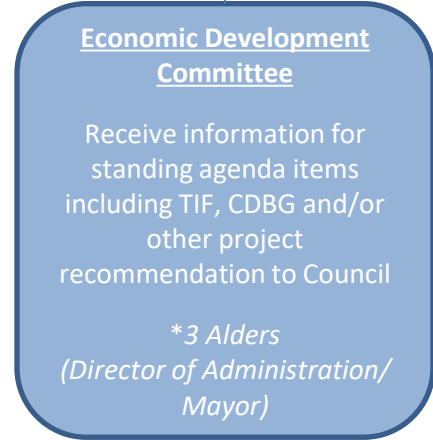 Economic Development
Committee
Receive information for
standing agenda items
including TIF, CDBG and/or
other project
recommendation to Council
*3 Alders
(Director of Administration/
Mayor)